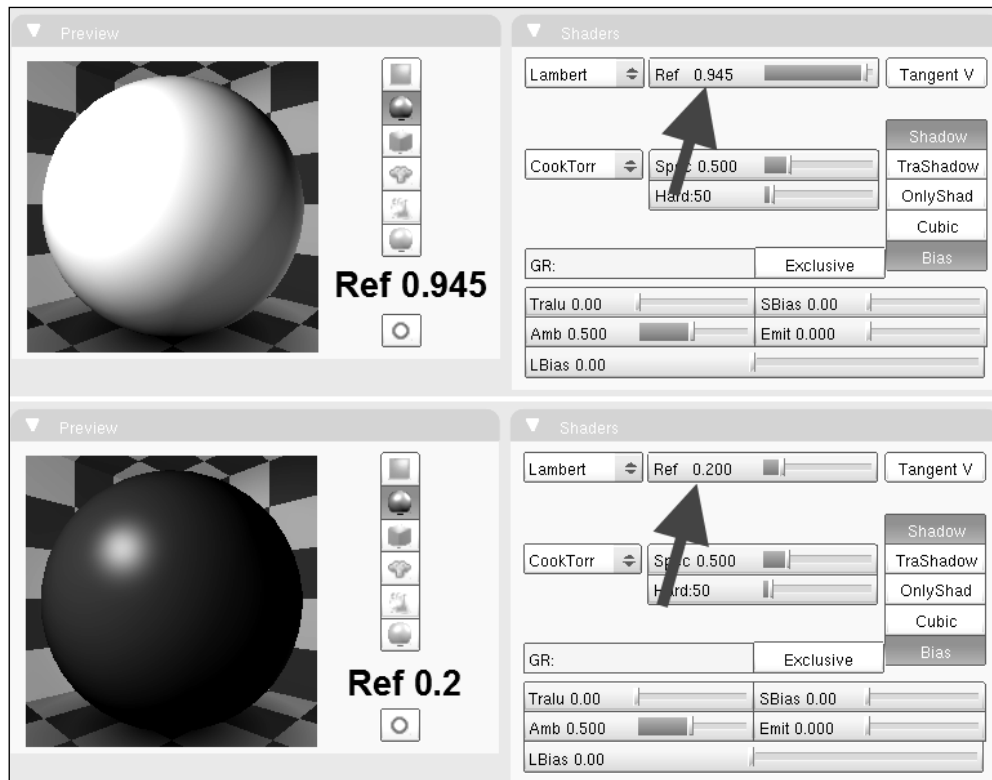 Preview
Shaders
Lambert
Ref 0.945
Tangent V
Shadow
CookTorr
Spec 0.500
TraShadow
Hard:50
OnlyShad
Cubic
GR:
Exclusive
Bias
Ref 0.945
Tralu 0.00
SBias 0.00
Amb 0.500
Emit 0.000
LBias 0.00
Preview
Shaders
Lambert
Ref 0.200
Tangent V
Shadow
CookTorr
Spec 0.500
TraShadow
Hard:50
OnlyShad
Cubic
GR:
Exclusive
Bias
Ref 0.2
Tralu 0.00
SBias 0.00
Amb 0.500
Emit 0.000
LBias 0.00